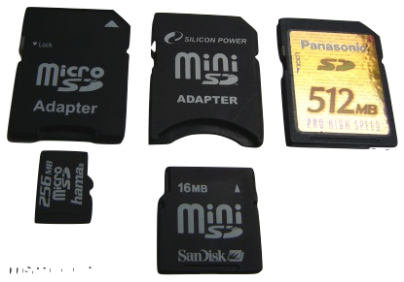 Lock
Micro
SD
Adapter
SILICON POWER
mini
SD
ADAPTER
Panasonic
LOCK
SD
512MB
PRO HIGH SPEED
256MB
micro
SD
hama
16MB
mini
SD
SanDisk